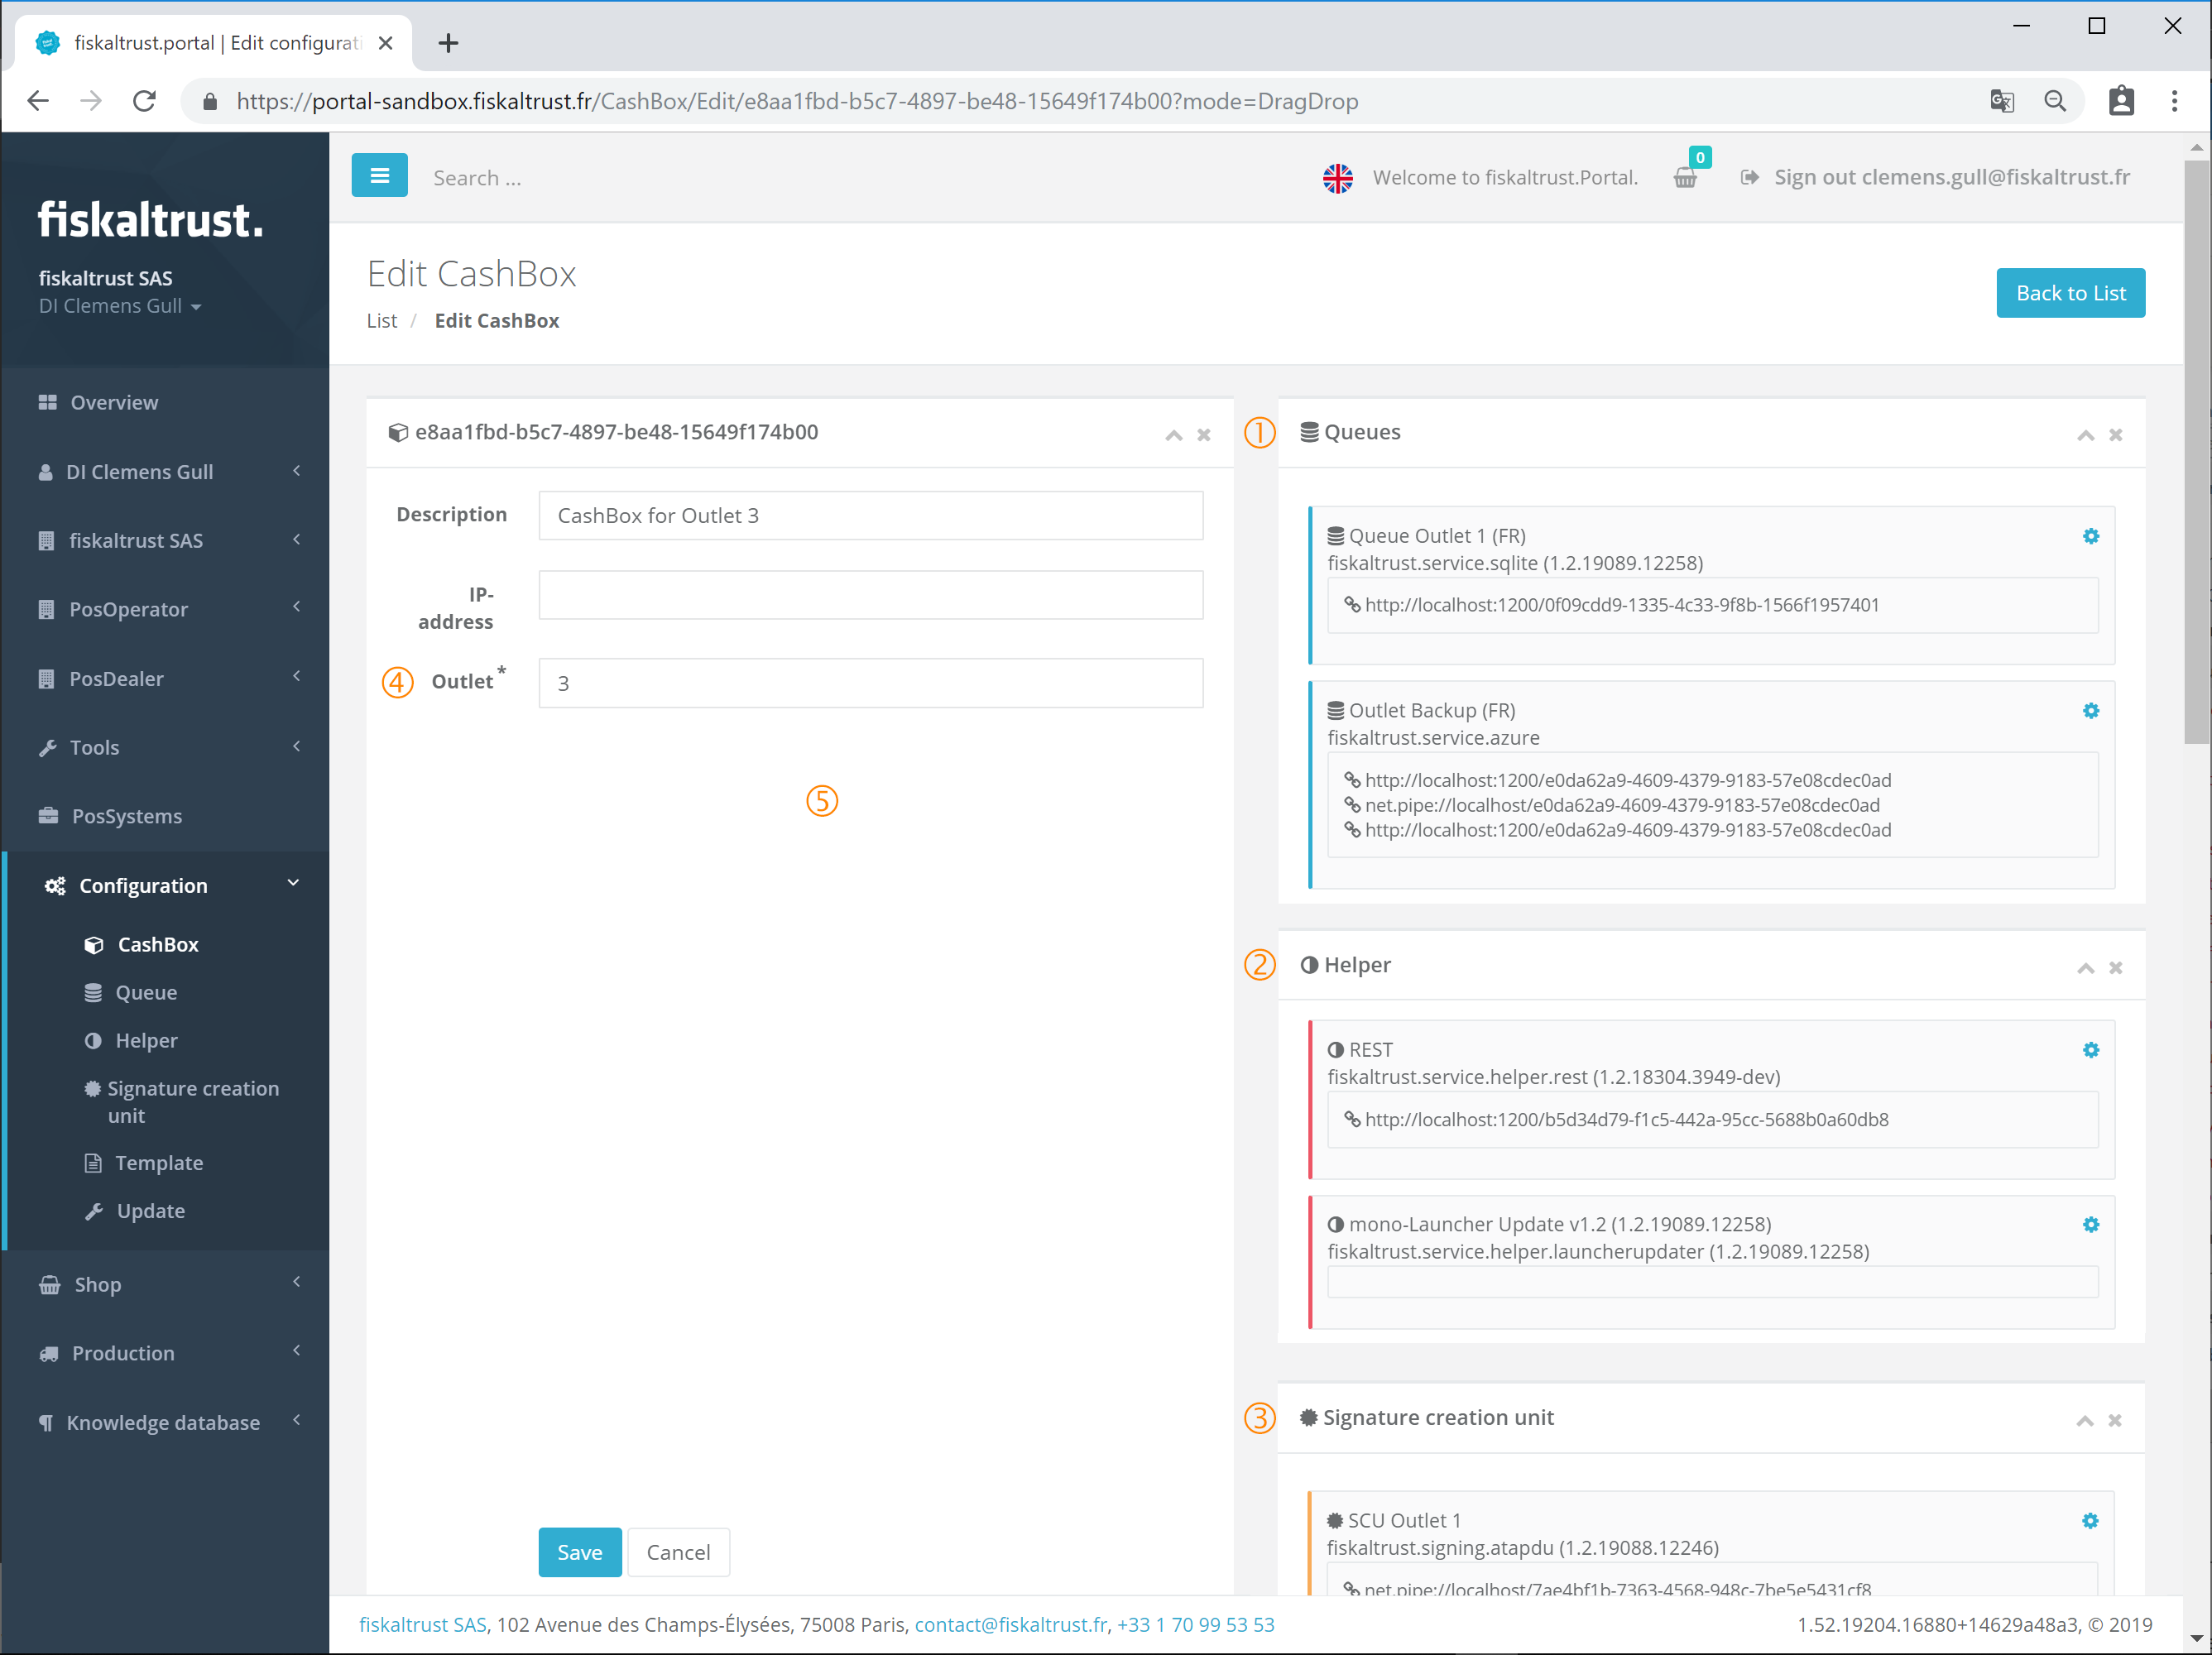 fiskaltrust.portal | Edit configurati
https://portal-sandbox.fiskaltrust.fr/CashBox/Edit/e8aa1fbd-b5c7-4897-be48-15649f174b00?mode=DragDrop
fiskaltrust.
fiskaltrust SAS
DI Clemens Gull
Overview
DI Clemens Gull
fiskaltrust SAS
PosOperator
PosDealer
Tools
PosSystems
Configuration
CashBox
Queue
Helper
Signature creation
unit
Template
Update
Shop
Production
Knowledge database
Search ...
Welcome to fiskaltrust.Portal.
0
Sign out clemens.gull@fiskaltrust.fr
Edit CashBox
List / Edit CashBox
Back to List
e8aa1fbd-b5c7-4897-be48-15649f174b00
Description
CashBox for Outlet 3
IP-
address
④ Outlet *
3
⑤
Save
Cancel
① Queues
Queue Outlet 1 (FR)
fiskaltrust.service.sqlite (1.2.19089.12258)
http://localhost:1200/0f09cdd9-1335-4c33-9f8b-1566f1957401
Outlet Backup (FR)
fiskaltrust.service.azure
http://localhost:1200/e0da62a9-4609-4379-9183-57e08cdec0ad
net.pipe://localhost/e0da62a9-4609-4379-9183-57e08cdec0ad
http://localhost:1200/e0da62a9-4609-4379-9183-57e08cdec0ad
② Helper
REST
fiskaltrust.service.helper.rest (1.2.18304.3949-dev)
http://localhost:1200/b5d34d79-f1c5-442a-95cc-5688b0a60db8
mono-Launcher Update v1.2 (1.2.19089.12258)
fiskaltrust.service.helper.launcherupdater (1.2.19089.12258)
③ Signature creation unit
SCU Outlet 1
fiskaltrust.signing.atapdu (1.2.19088.12246)
net.pipe://localhost/7ae4bf1b-7363-4568-948c-7be5e5431cf8
fiskaltrust SAS, 102 Avenue des Champs-Élysées, 75008 Paris, contact@fiskaltrust.fr, +33 1 70 99 53 53
1.52.19204.16880+14629a48a3, © 2019